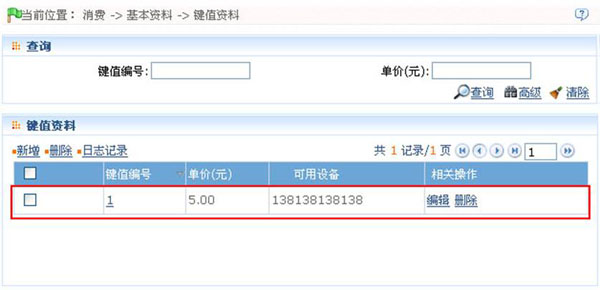 当前位置： 消费 -> 基本资料 -> 键值资料
查询
键值编号: 单价(元):
查询 高级 清除
键值资料
新增 删除 日志记录 共 1 记录/1 页 1
键值编号 单价(元) 可用设备 相关操作
1 5.00 138138138138 编辑 删除